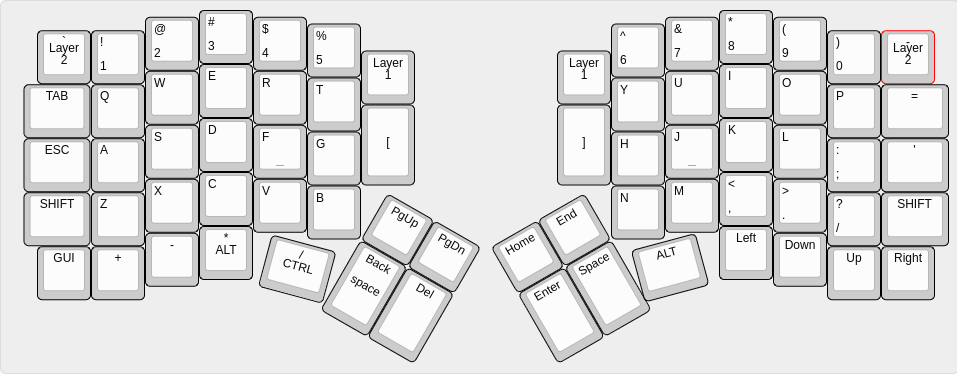 `
Layer
2
!
1
@
2
#
3
$
4
%
5
Layer
1
TAB
Q
W
E
R
T
[
ESC
A
S
D
F
_
G
SHIFT
Z
X
C
V
B
GUI
+
-
*
ALT
/
CTRL
PgUp
PgDn
Back
space
Del
Layer
1
^
6
&
7
*
8
(
9
)
0
-
Layer
2
]
Y
U
I
O
P
=
H
J
_
K
L
:
;
'
N
M
<
,
>
.
?
/
SHIFT
Left
Down
Up
Right
ALT
Home
End
Enter
Space